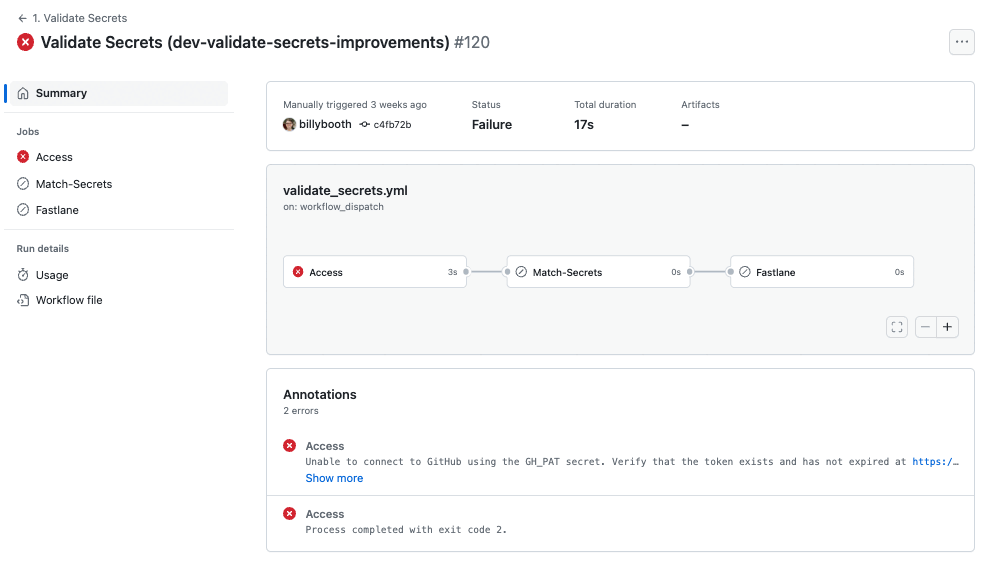 ← 1. Validate Secrets
Validate Secrets (dev-validate-secrets-improvements) #120
Summary
Jobs
Access
Match-Secrets
Fastlane
Run details
Usage
Workflow file
Manually triggered 3 weeks ago
billybooth c4fb72b
Status
Failure
Total duration
17s
Artifacts
–
validate_secrets.yml
on: workflow_dispatch
Access 3s
Match-Secrets 0s
Fastlane 0s
Annotations
2 errors
Access
Unable to connect to GitHub using the GH_PAT secret. Verify that the token exists and has not expired at https:/…
Show more
Access
Process completed with exit code 2.